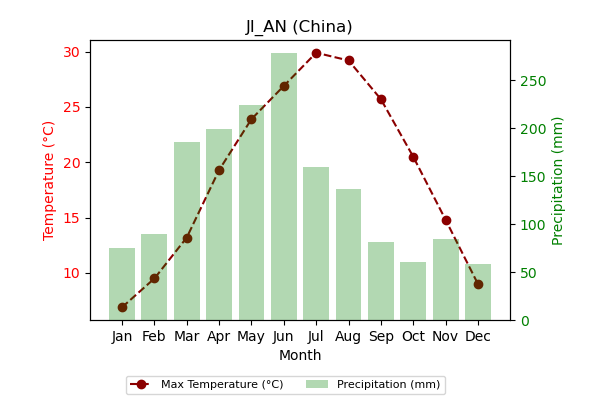 JI_AN (China)
30
25
20
15
10
Temperature (°C)
250
200
150
100
50
0
Precipitation (mm)
Jan Feb Mar Apr May Jun Jul Aug Sep Oct Nov Dec
Month
Max Temperature (°C) Precipitation (mm)